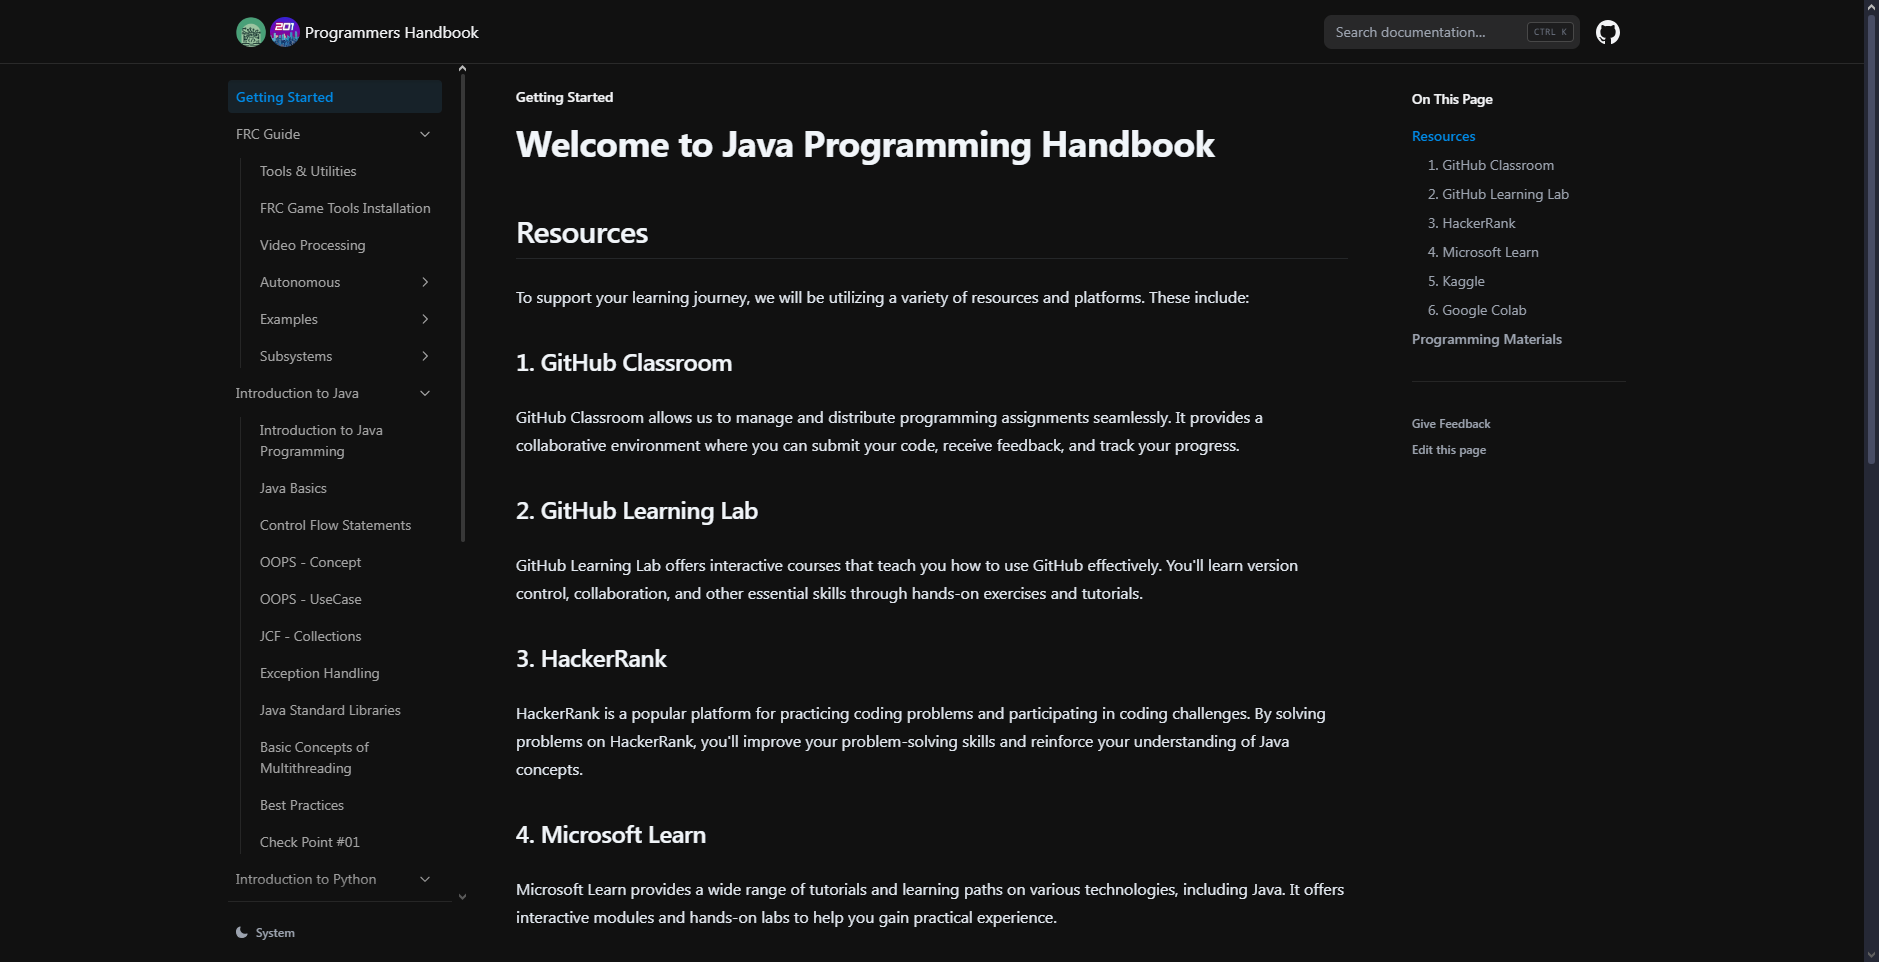 201
Programmers Handbook
Search documentation...
CTRL K
Getting Started
FRC Guide
Tools & Utilities
FRC Game Tools Installation
Video Processing
Autonomous
Examples
Subsystems
Introduction to Java
Introduction to Java
Programming
Java Basics
Control Flow Statements
OOPS - Concept
OOPS - UseCase
JCF - Collections
Exception Handling
Java Standard Libraries
Basic Concepts of
Multithreading
Best Practices
Check Point #01
Introduction to Python
System
Getting Started
Welcome to Java Programming Handbook
Resources
To support your learning journey, we will be utilizing a variety of resources and platforms. These include:
1. GitHub Classroom
GitHub Classroom allows us to manage and distribute programming assignments seamlessly. It provides a
collaborative environment where you can submit your code, receive feedback, and track your progress.
2. GitHub Learning Lab
GitHub Learning Lab offers interactive courses that teach you how to use GitHub effectively. You'll learn version
control, collaboration, and other essential skills through hands-on exercises and tutorials.
3. HackerRank
HackerRank is a popular platform for practicing coding problems and participating in coding challenges. By solving
problems on HackerRank, you'll improve your problem-solving skills and reinforce your understanding of Java
concepts.
4. Microsoft Learn
Microsoft Learn provides a wide range of tutorials and learning paths on various technologies, including Java. It offers
interactive modules and hands-on labs to help you gain practical experience.
On This Page
Resources
1. GitHub Classroom
2. GitHub Learning Lab
3. HackerRank
4. Microsoft Learn
5. Kaggle
6. Google Colab
Programming Materials
Give Feedback
Edit this page